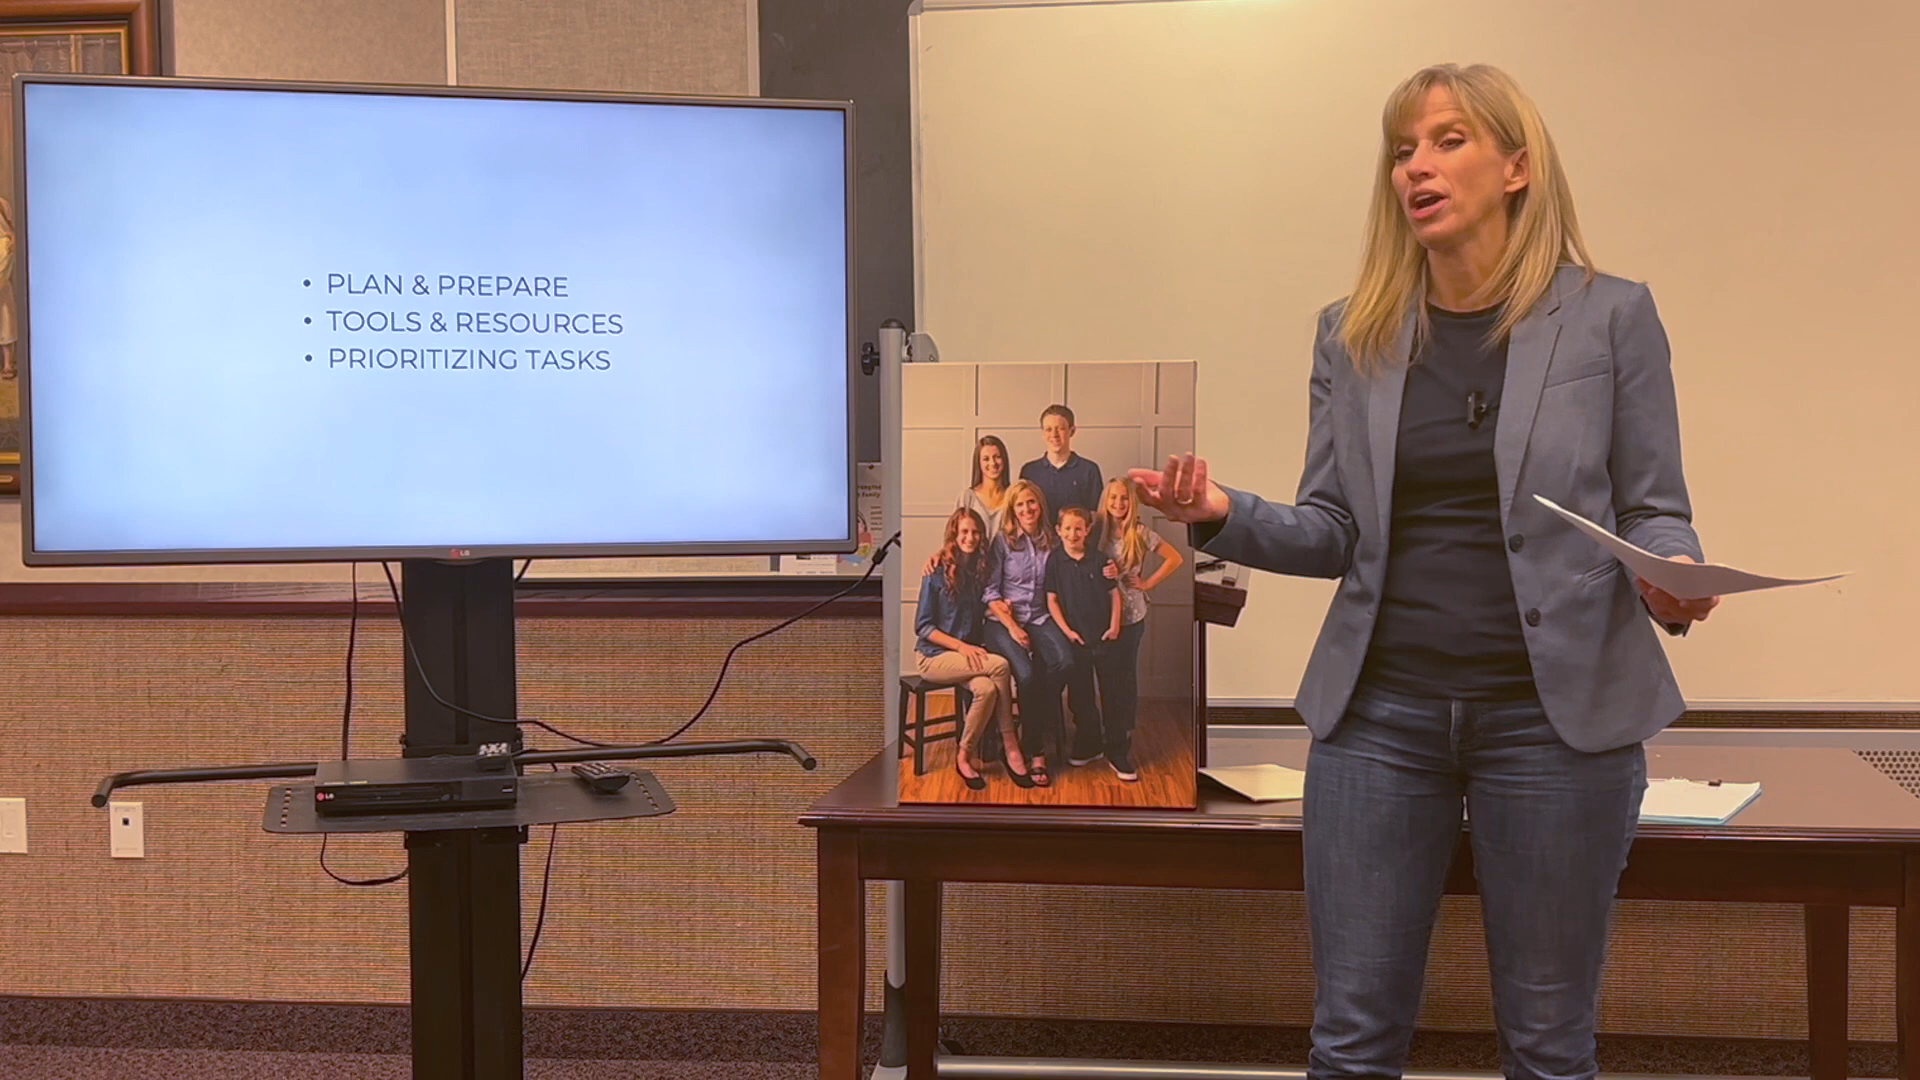 • PLAN & PREPARE
• TOOLS & RESOURCES
• PRIORITIZING TASKS
LG
LG